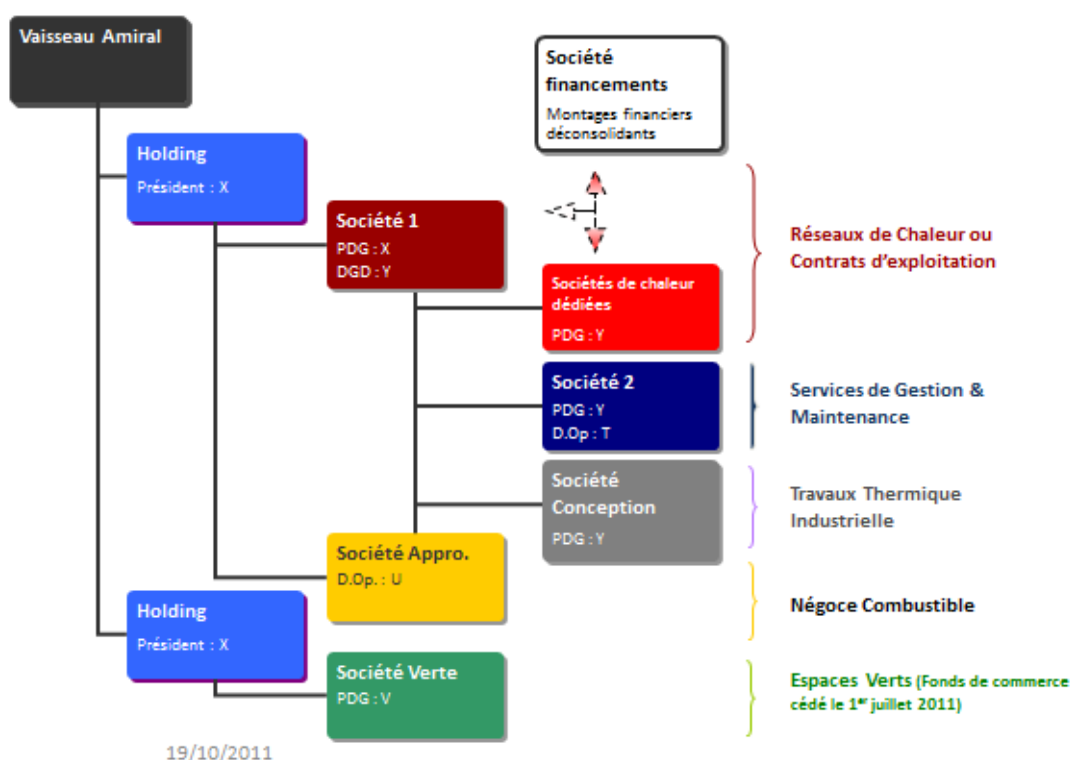 Vaisseau Amiral
Société
financements
Montages financiers
déconsolidants
Holding
Président : X
Société 1
PDG : X
DGD : Y
Réseaux de Chaleur ou
Contrats d'exploitation
Sociétés de chaleur
dédiées
PDG : Y
Société 2
PDG : Y
D.Op : T
Services de Gestion &
Maintenance
Société
Conception
PDG : Y
Travaux Thermique
Industrielle
Société Appro.
D.Op. : U
Négoce Combustible
Holding
Président : X
Société Verte
PDG : V
Espaces Verts (Fonds de commerce
cédé le 1er juillet 2011)
19/10/2011